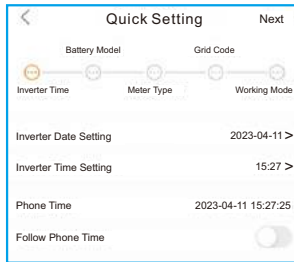 Quick Setting Next
Battery Model Grid Code
Inverter Time Meter Type Working Mode
Inverter Date Setting 2023-04-11 >
Inverter Time Setting 15:27 >
Phone Time 2023-04-11 15:27:25
Follow Phone Time